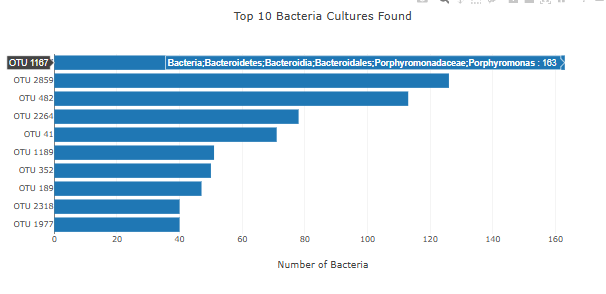 Top 10 Bacteria Cultures Found
OTU 1167
Bacteria;Bacteroidetes;Bacteroidia;Bacteroidales;Porphyromonadaceae;Porphyromonas : 163
OTU 2859
OTU 482
OTU 2264
OTU 41
OTU 1189
OTU 352
OTU 189
OTU 2318
OTU 1977
0 20 40 60 80 100 120 140 160
Number of Bacteria